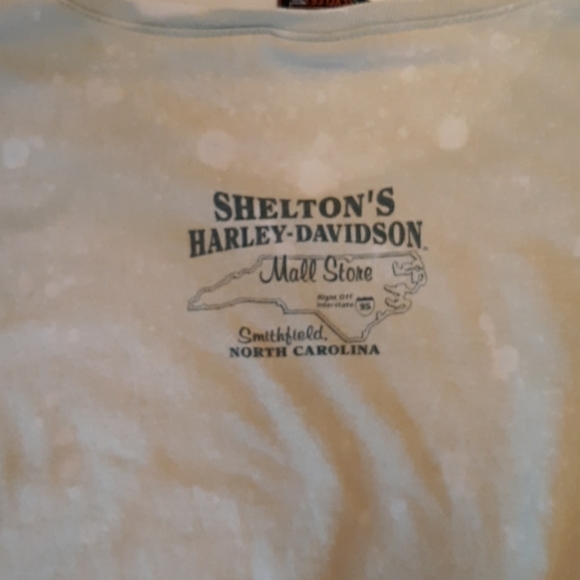 SHELTON'S
HARLEY-DAVIDSON
Mall Store
Right Off
Interstate 95
Smithfield,
NORTH CAROLINA